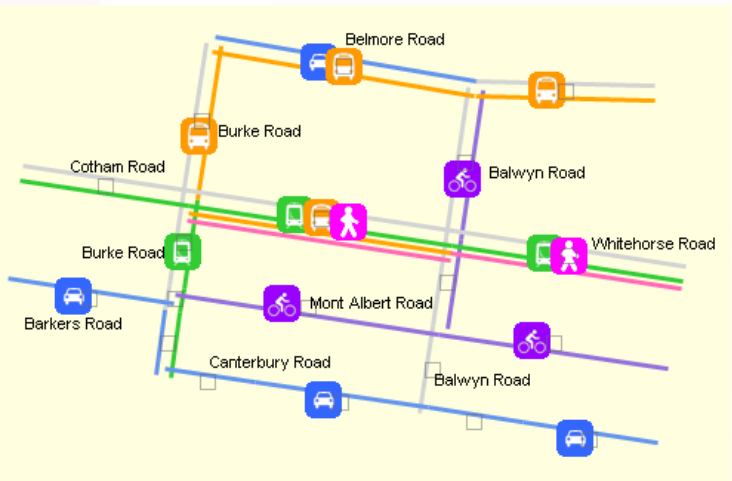 Belmore Road
Burke Road
Cotham Road
Balwyn Road
Burke Road
Whitehorse Road
Mont Albert Road
Barkers Road
Canterbury Road
Balwyn Road